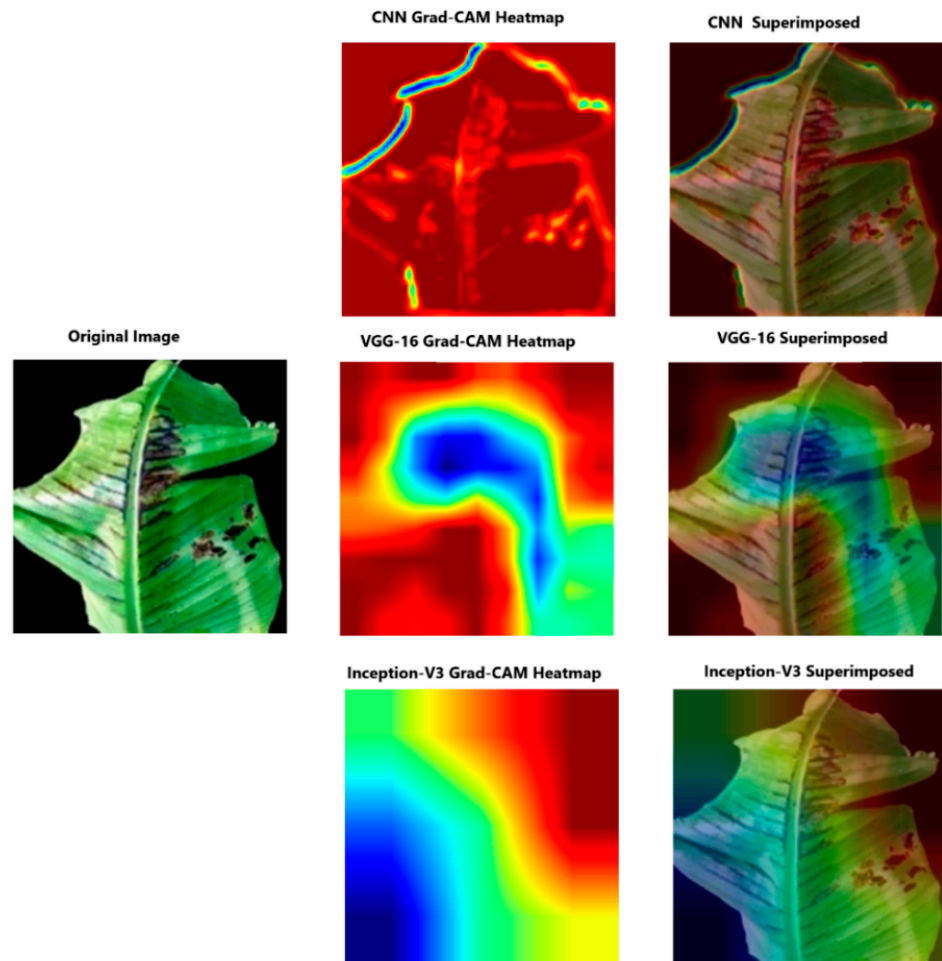 CNN Grad-CAM Heatmap
CNN Superimposed
Original Image
VGG-16 Grad-CAM Heatmap
VGG-16 Superimposed
Inception-V3 Grad-CAM Heatmap
Inception-V3 Superimposed